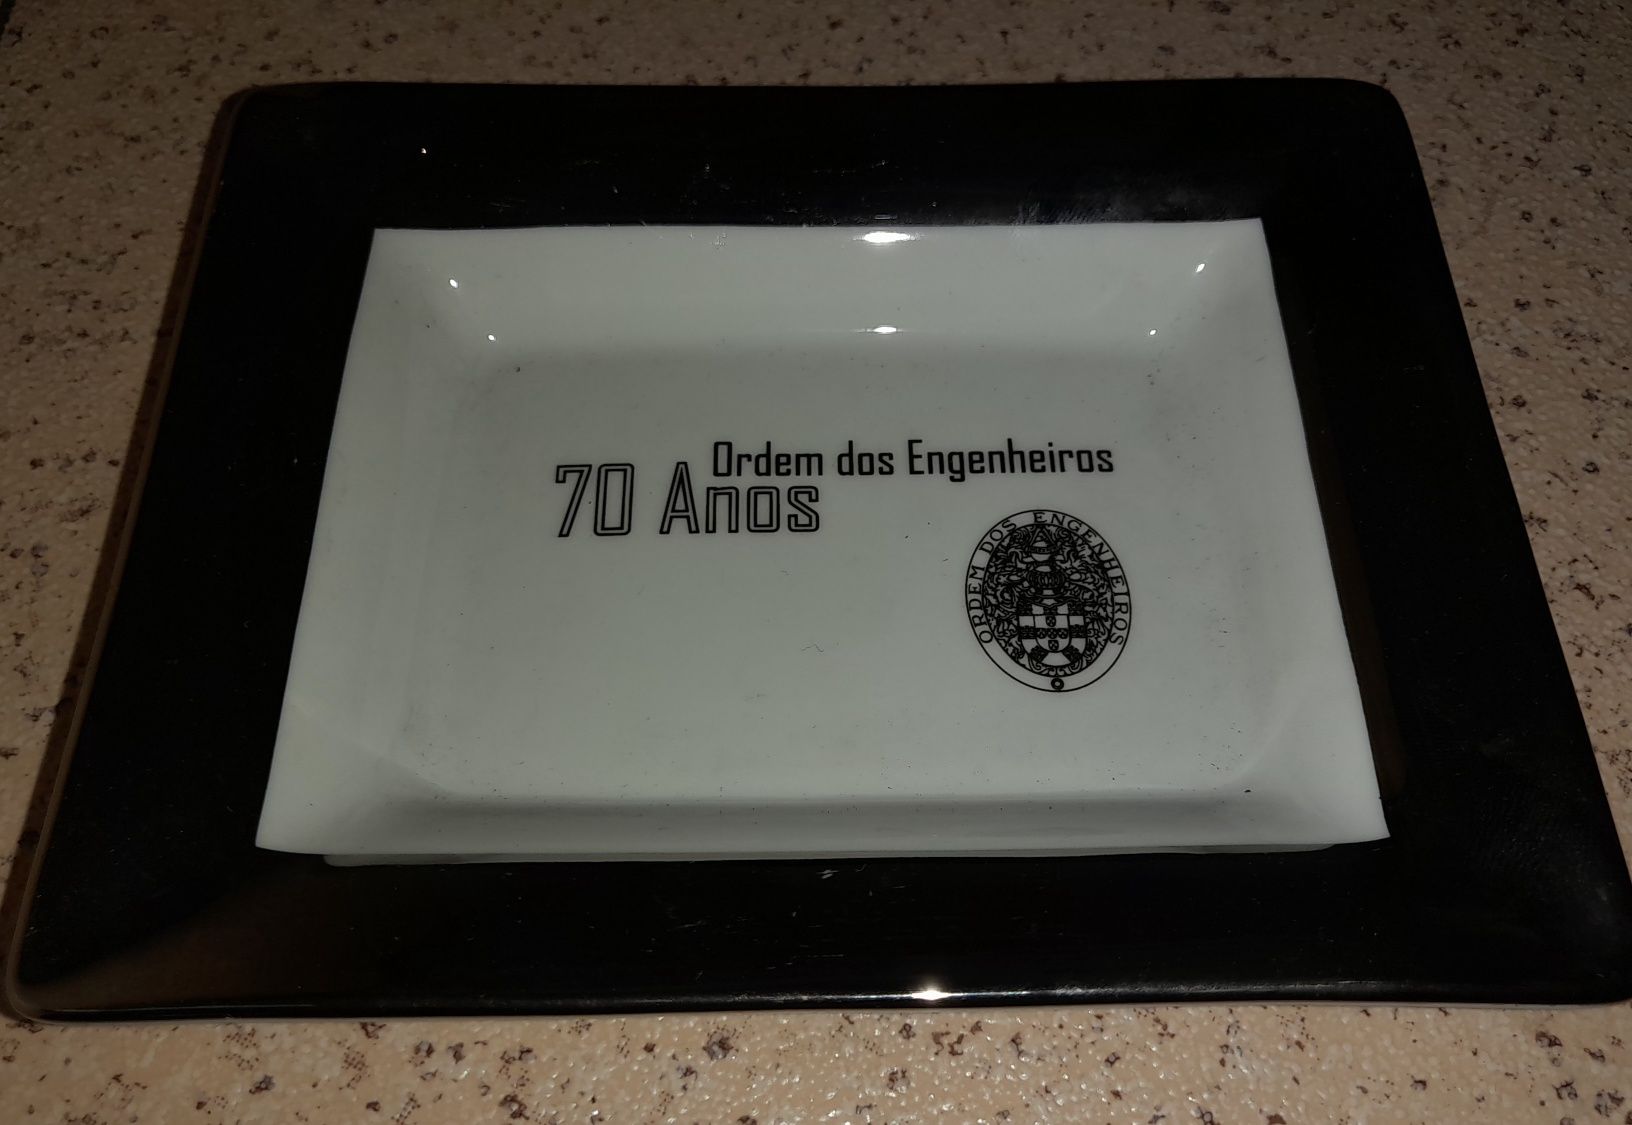 Ordem dos Engenheiros
70 Anos
ORDEM DOS ENGENHEIROS